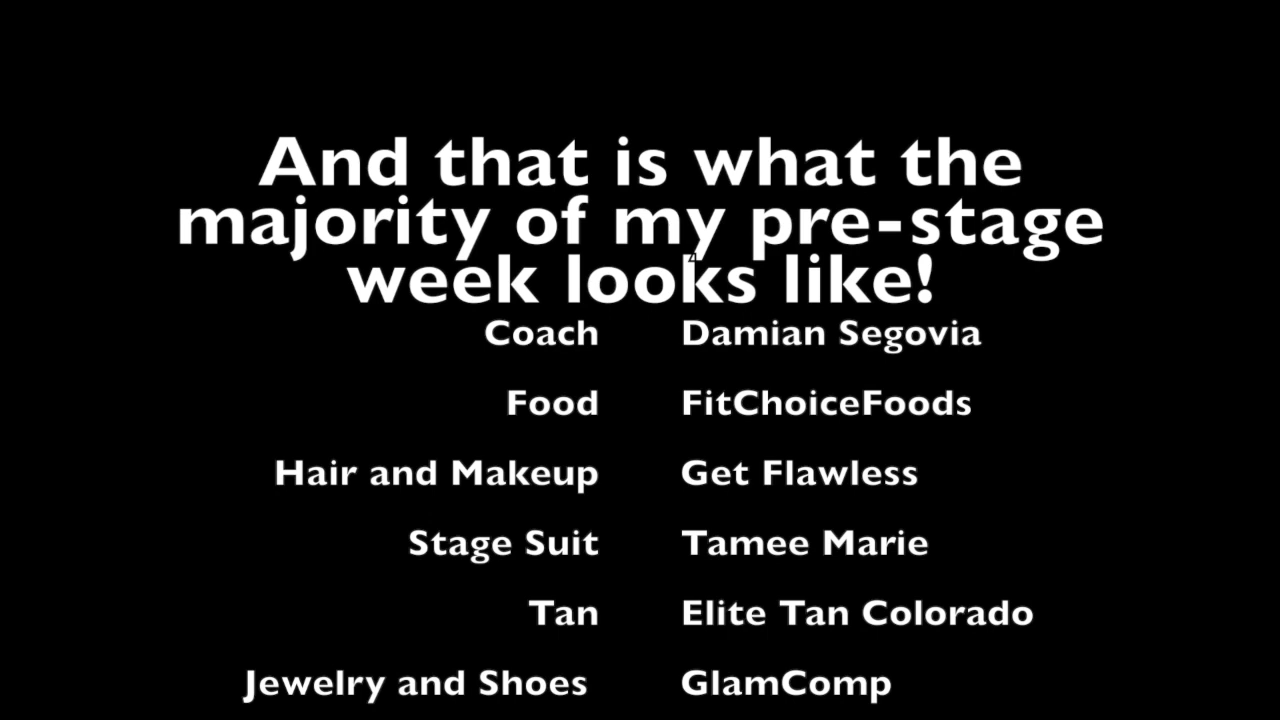 And that is what the
majority of my pre-stage
week looks like!
Coach Damian Segovia
Food FitChoiceFoods
Hair and Makeup Get Flawless
Stage Suit Tamee Marie
Tan Elite Tan Colorado
Jewelry and Shoes GlamComp